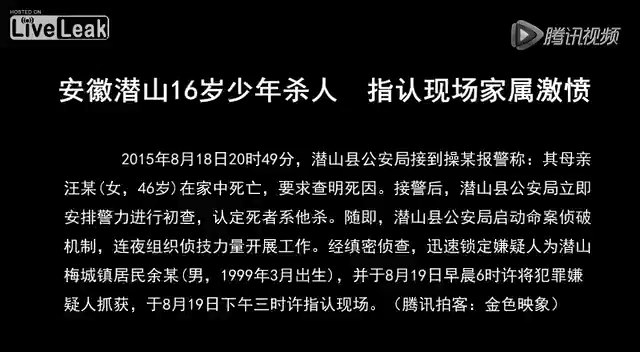 HOSTED ON
LiveLeak
腾讯视频
安徽潜山16岁少年杀人 指认现场家属激愤
2015年8月18日20时49分，潜山县公安局接到操某报警称：其母亲
汪某(女，46岁)在家中死亡，要求查明死因。接警后，潜山县公安局立即
安排警力进行初查，认定死者系他杀。随即，潜山县公安局启动命案侦破
机制，连夜组织侦技力量开展工作。经缜密侦查，迅速锁定嫌疑人为潜山
梅城镇居民余某(男，1999年3月出生)，并于8月19日早晨6时许将犯罪嫌
疑人抓获，于8月19日下午三时许指认现场。（腾讯拍客：金色映象）